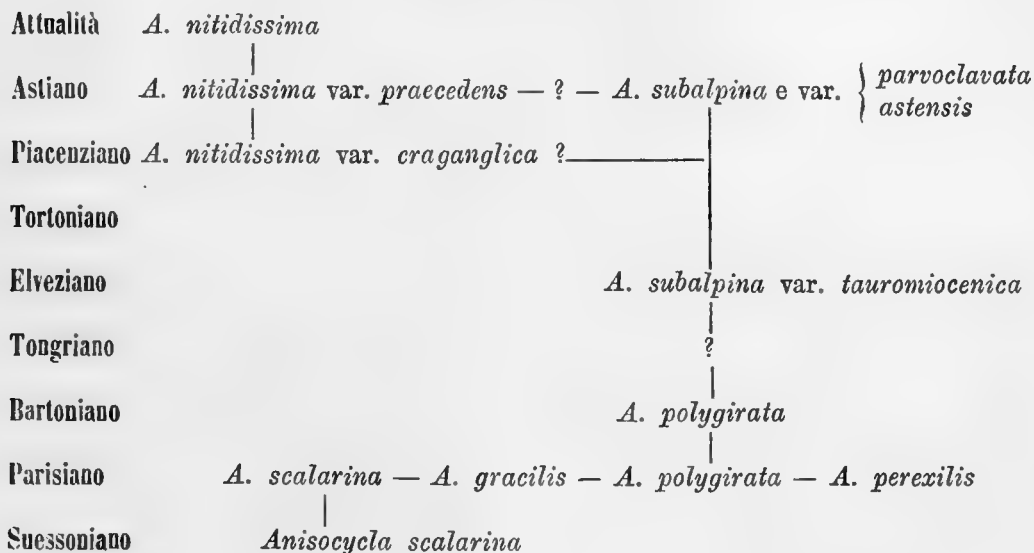 Attualità A. nitidissima
Astiano A. nitidissima var. praecedens — ? — A. subalpina e var. { parvoclavata
astensis
Piacenziano A. nitidissima var. craganglica ?
Tortoniano
Elveziano A. subalpina var. tauromiocenica
Tongriano ?
Bartoniano A. polygirata
Parisiano A. scalarina — A. gracilis — A. polygirata — A. perexilis
Suessoniano Anisocycla scalarina